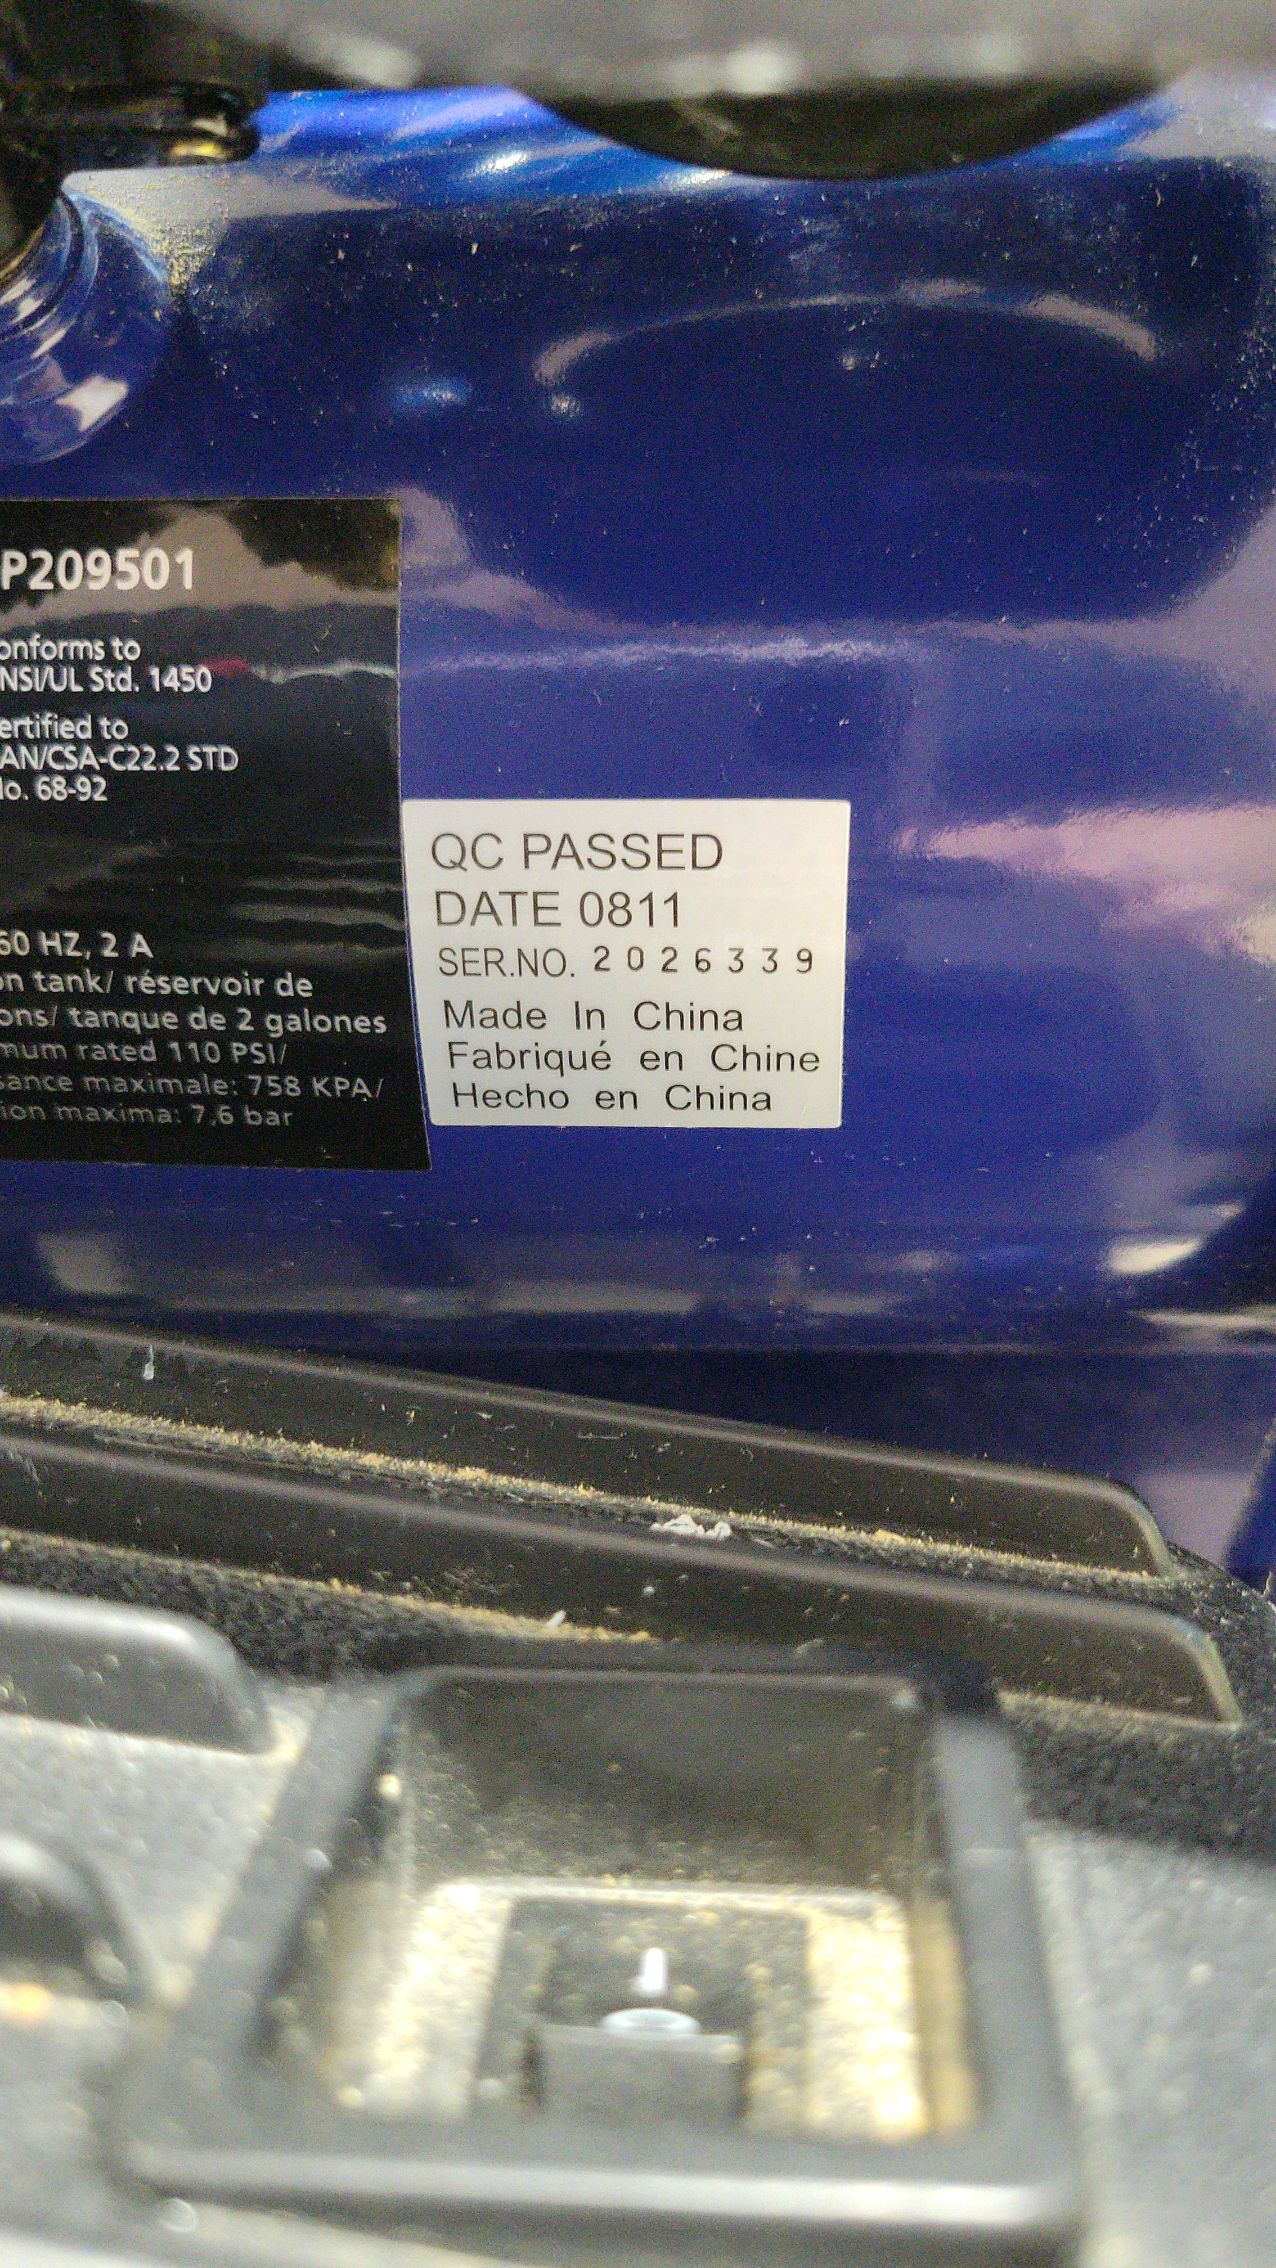 P209501
onforms to
NSI/UL Std. 1450
ertified to
AN/CSA-C22.2 STD
No. 68-92
60 HZ, 2 A
on tank/ réservoir de
ons/ tanque de 2 galones
mum rated 110 PSI/
sance maximale: 758 KPA/
ion maxima: 7,6 bar
QC PASSED
DATE 0811
SER.NO. 2026339
Made In China
Fabriqué en Chine
Hecho en China